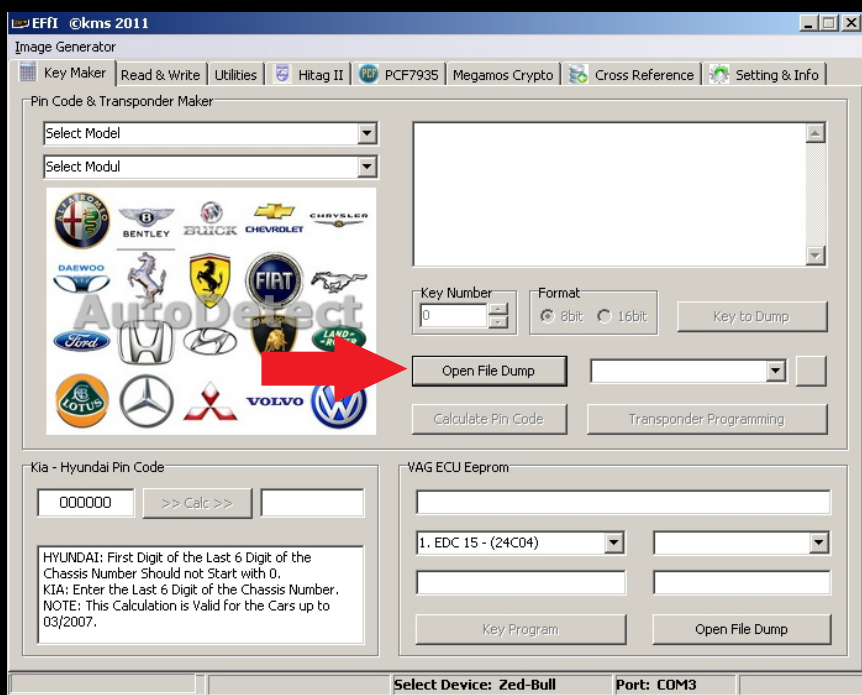 EFfI ©kms 2011
Image Generator
Key Maker Read & Write Utilities Hitag II PCF PCF7935 Megamos Crypto Cross Reference Setting & Info
Pin Code & Transponder Maker
Select Model
Select Modul
ALFA ROMEO
BENTLEY
BUICK
CHEVROLET
CHRYSLER
DAEWOO
FIAT
AutoDetect
Ford
LAND-
ROVER
LOTUS
VOLVO
Key Number
0
Format
8bit 16bit
Key to Dump
Open File Dump
Calculate Pin Code
Transponder Programming
Kia - Hyundai Pin Code
000000
>> Calc >>
HYUNDAI: First Digit of the Last 6 Digit of the
Chassis Number Should not Start with 0.
KIA: Enter the Last 6 Digit of the Chassis Number.
NOTE: This Calculation is Valid for the Cars up to
03/2007.
VAG ECU Eeprom
1. EDC 15 - (24C04)
Key Program
Open File Dump
Select Device: Zed-Bull
Port: COM3